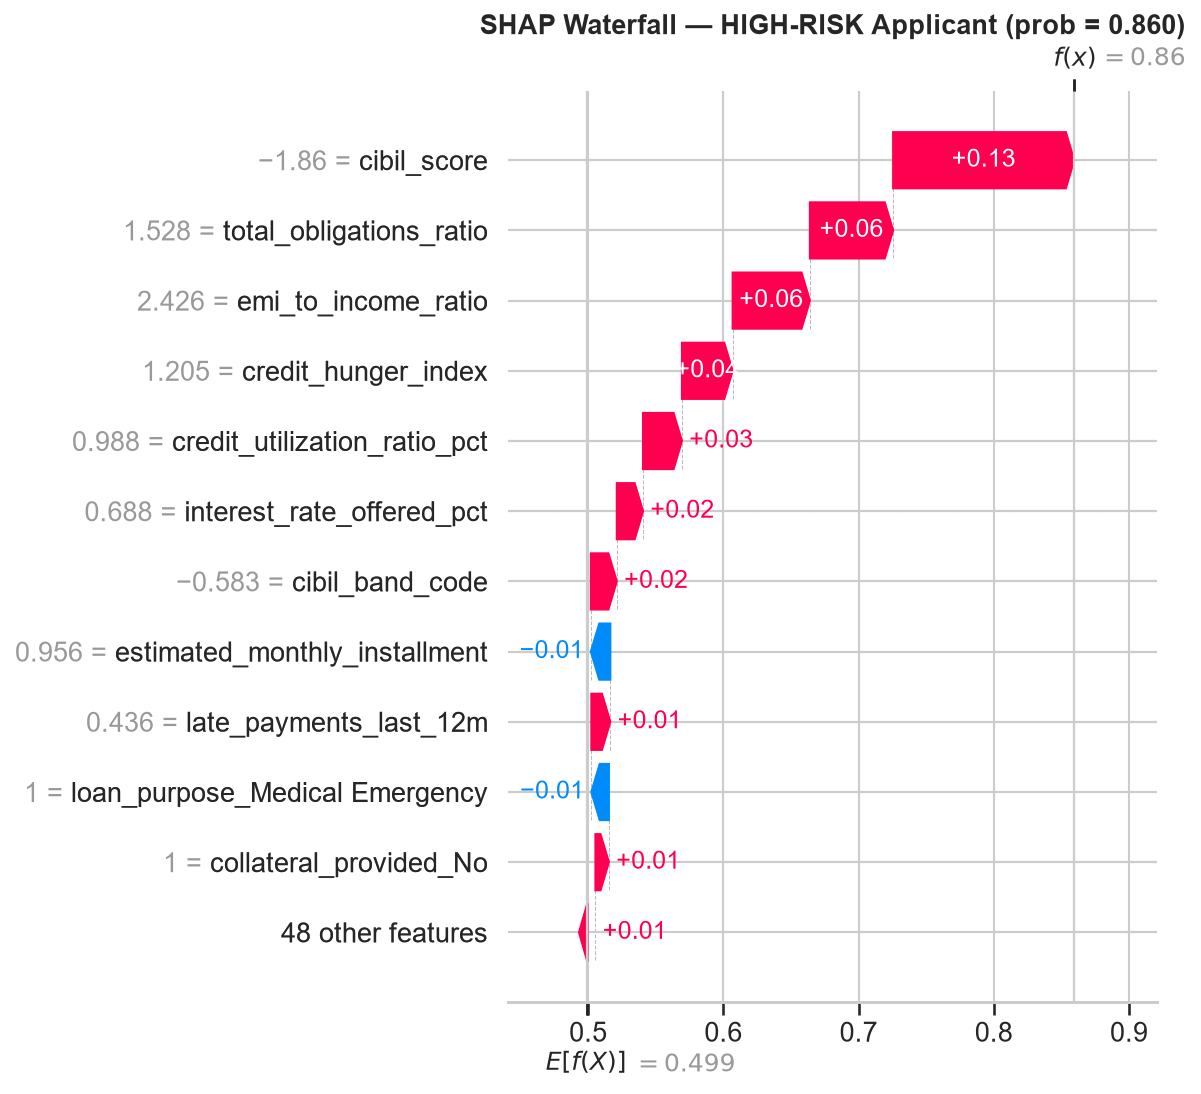 SHAP Waterfall — HIGH-RISK Applicant (prob = 0.860)
f(x) = 0.86
−1.86 = cibil_score +0.13
1.528 = total_obligations_ratio +0.06
2.426 = emi_to_income_ratio +0.06
1.205 = credit_hunger_index +0.04
0.988 = credit_utilization_ratio_pct +0.03
0.688 = interest_rate_offered_pct +0.02
−0.583 = cibil_band_code +0.02
0.956 = estimated_monthly_installment −0.01
0.436 = late_payments_last_12m +0.01
1 = loan_purpose_Medical Emergency −0.01
1 = collateral_provided_No +0.01
48 other features +0.01
0.5 0.6 0.7 0.8 0.9
E[f(X)] = 0.499